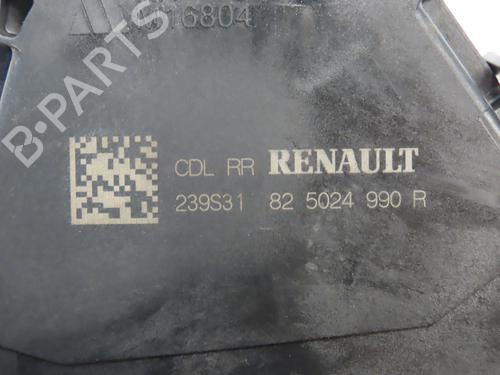 16804
B-PARTS
CDL RR RENAULT
239S31 82 5024 990 R